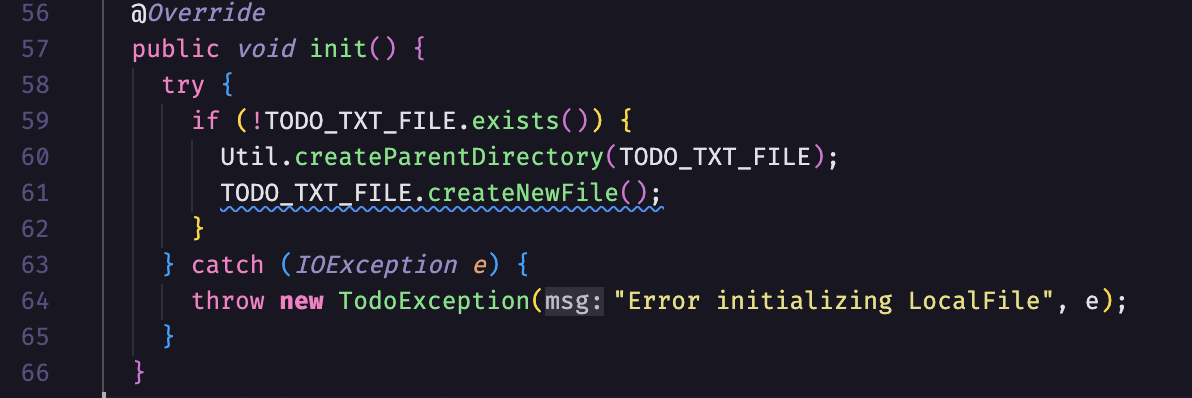 56 @Override
57 public void init() {
58 try {
59 if (!TODO_TXT_FILE.exists()) {
60 Util.createParentDirectory(TODO_TXT_FILE);
61 TODO_TXT_FILE.createNewFile();
62 }
63 } catch (IOException e) {
64 throw new TodoException(msg: "Error initializing LocalFile", e);
65 }
66 }